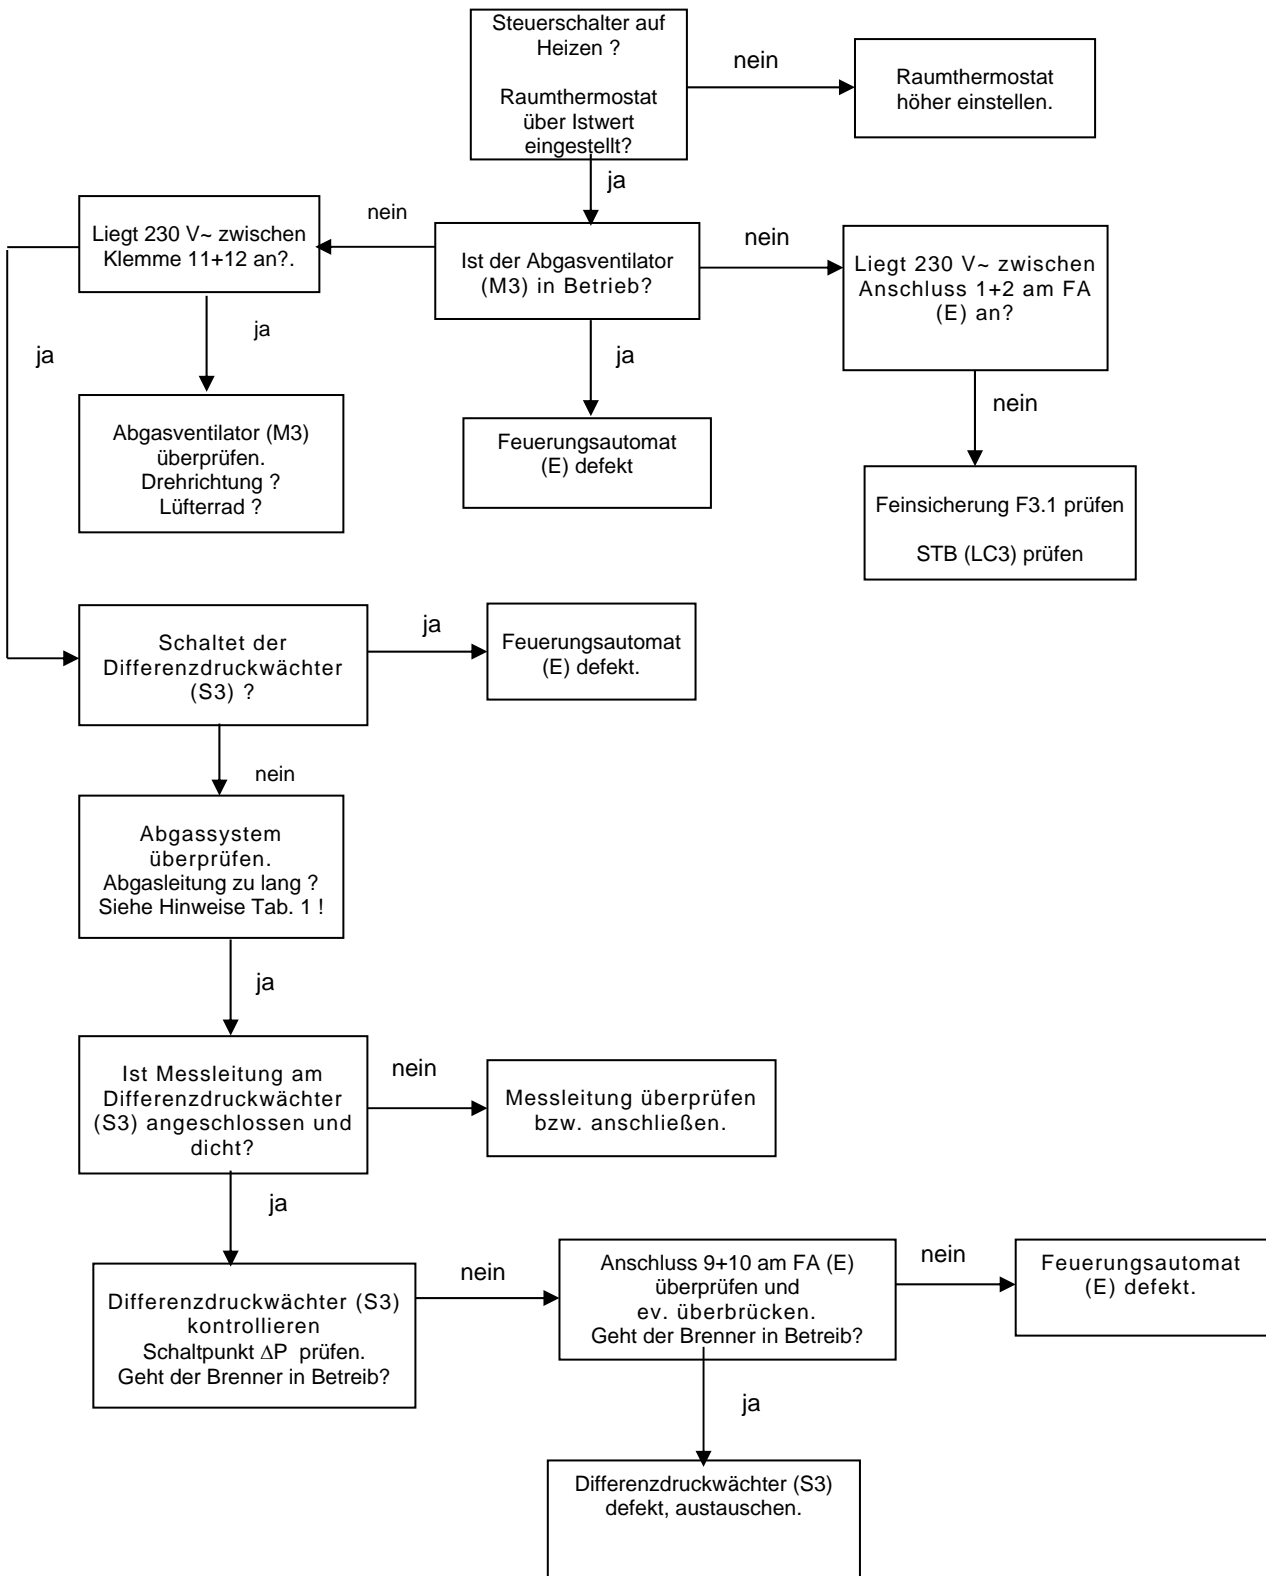 Steuerschalter auf
Heizen ?
Raumthermostat
über Istwert
eingestellt?
nein
Raumthermostat
höher einstellen.
ja
Liegt 230 V~ zwischen
Klemme 11+12 an?.
nein
Ist der Abgasventilator
(M3) in Betrieb?
nein
Liegt 230 V~ zwischen
Anschluss 1+2 am FA
(E) an?
ja
ja
ja
nein
Abgasventilator (M3)
überprüfen.
Drehrichtung ?
Lüfterrad ?
Feuerungsautomat
(E) defekt
Feinsicherung F3.1 prüfen
STB (LC3) prüfen
Schaltet der
Differenzdruckwächter
(S3) ?
ja
Feuerungsautomat
(E) defekt.
nein
Abgassystem
überprüfen.
Abgasleitung zu lang ?
Siehe Hinweise Tab. 1 !
ja
Ist Messleitung am
Differenzdruckwächter
(S3) angeschlossen und
dicht?
nein
Messleitung überprüfen
bzw. anschließen.
ja
Differenzdruckwächter (S3)
kontrollieren
Schaltpunkt ΔP prüfen.
Geht der Brenner in Betreib?
nein
Anschluss 9+10 am FA (E)
überprüfen und
ev. überbrücken.
Geht der Brenner in Betreib?
nein
Feuerungsautomat
(E) defekt.
ja
Differenzdruckwächter (S3)
defekt, austauschen.